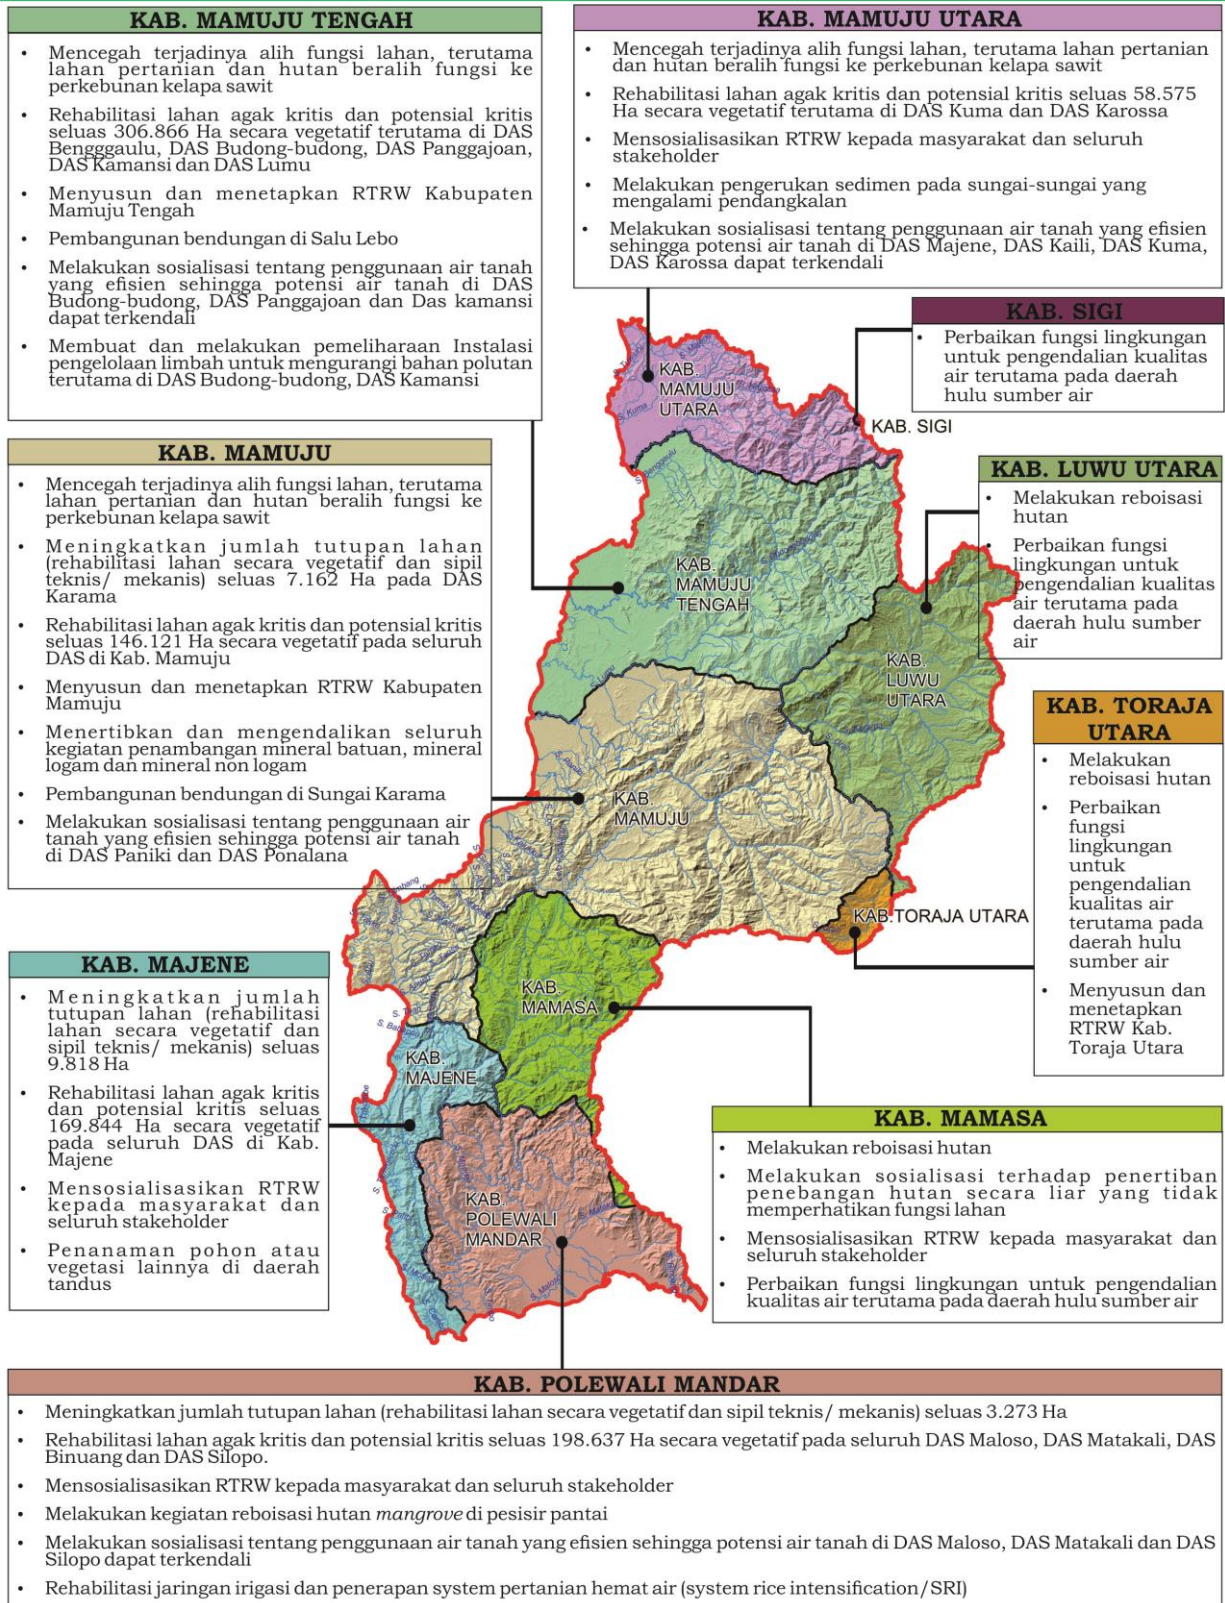 KAB. MAMUJU TENGAH
• Mencegah terjadinya alih fungsi lahan, terutama
lahan pertanian dan hutan beralih fungsi ke
perkebunan kelapa sawit
• Rehabilitasi lahan agak kritis dan potensial kritis
seluas 306.866 Ha secara vegetatif terutama di DAS
Bengggaulu, DAS Budong-budong, DAS Panggajoan,
DAS Kamansi dan DAS Lumu
• Menyusun dan menetapkan RTRW Kabupaten
Mamuju Tengah
• Pembangunan bendungan di Salu Lebo
• Melakukan sosialisasi tentang penggunaan air tanah
yang efisien sehingga potensi air tanah di DAS
Budong-budong, DAS Panggajoan dan Das kamansi
dapat terkendali
• Membuat dan melakukan pemeliharaan Instalasi
pengelolaan limbah untuk mengurangi bahan polutan
terutama di DAS Budong-budong, DAS Kamansi
KAB. MAMUJU UTARA
• Mencegah terjadinya alih fungsi lahan, terutama lahan pertanian
dan hutan beralih fungsi ke perkebunan kelapa sawit
• Rehabilitasi lahan agak kritis dan potensial kritis seluas 58.575
Ha secara vegetatif terutama di DAS Kuma dan DAS Karossa
• Mensosialisasikan RTRW kepada masyarakat dan seluruh
stakeholder
• Melakukan pengerukan sedimen pada sungai-sungai yang
mengalami pendangkalan
• Melakukan sosialisasi tentang penggunaan air tanah yang efisien
sehingga potensi air tanah di DAS Majene, DAS Kaili, DAS Kuma,
DAS Karossa dapat terkendali
KAB. SIGI
• Perbaikan fungsi lingkungan
untuk pengendalian kualitas
air terutama pada daerah
hulu sumber air
KAB. MAMUJU
• Mencegah terjadinya alih fungsi lahan, terutama
lahan pertanian dan hutan beralih fungsi ke
perkebunan kelapa sawit
• Meningkatkan jumlah tutupan lahan
(rehabilitasi lahan secara vegetatif dan sipil
teknis/ mekanis) seluas 7.162 Ha pada DAS
Karama
• Rehabilitasi lahan agak kritis dan potensial kritis
seluas 146.121 Ha secara vegetatif pada seluruh
DAS di Kab. Mamuju
• Menyusun dan menetapkan RTRW Kabupaten
Mamuju
• Menertibkan dan mengendalikan seluruh
kegiatan penambangan mineral batuan, mineral
logam dan mineral non logam
• Pembangunan bendungan di Sungai Karama
• Melakukan sosialisasi tentang penggunaan air
tanah yang efisien sehingga potensi air tanah
di DAS Paniki dan DAS Ponalana
KAB. LUWU UTARA
• Melakukan reboisasi
hutan
• Perbaikan fungsi
lingkungan untuk
pengendalian kualitas
air terutama pada
daerah hulu sumber
air
KAB. TORAJA
UTARA
• Melakukan
reboisasi hutan
• Perbaikan
fungsi
lingkungan
untuk
pengendalian
kualitas air
terutama pada
daerah hulu
sumber air
• Menyusun dan
menetapkan
RTRW Kab.
Toraja Utara
KAB.
MAMUJU
UTARA
S. Kuma
KAB. SIGI
KAB.
MAMUJU
TENGAH
S. Lumu
KAB.
LUWU
UTARA
KAB.
MAMUJU
KAB.TORAJA UTARA
KAB.
MAMASA
KAB.
MAJENE
KAB.
POLEWALI
MANDAR
KAB. MAJENE
• Meningkatkan jumlah
tutupan lahan (rehabilitasi
lahan secara vegetatif dan
sipil teknis/ mekanis) seluas
9.818 Ha
• Rehabilitasi lahan agak kritis
dan potensial kritis seluas
169.844 Ha secara vegetatif
pada seluruh DAS di Kab.
Majene
• Mensosialisasikan RTRW
kepada masyarakat dan
seluruh stakeholder
• Penanaman pohon atau
vegetasi lainnya di daerah
tandus
KAB. MAMASA
• Melakukan reboisasi hutan
• Melakukan sosialisasi terhadap penertiban
penebangan hutan secara liar yang tidak
memperhatikan fungsi lahan
• Mensosialisasikan RTRW kepada masyarakat dan
seluruh stakeholder
• Perbaikan fungsi lingkungan untuk pengendalian
kualitas air terutama pada daerah hulu sumber air
KAB. POLEWALI MANDAR
• Meningkatkan jumlah tutupan lahan (rehabilitasi lahan secara vegetatif dan sipil teknis/ mekanis) seluas 3.273 Ha
• Rehabilitasi lahan agak kritis dan potensial kritis seluas 198.637 Ha secara vegetatif pada seluruh DAS Maloso, DAS Matakali, DAS
Binuang dan DAS Silopo.
• Mensosialisasikan RTRW kepada masyarakat dan seluruh stakeholder
• Melakukan kegiatan reboisasi hutan mangrove di pesisir pantai
• Melakukan sosialisasi tentang penggunaan air tanah yang efisien sehingga potensi air tanah di DAS Maloso, DAS Matakali dan DAS
Silopo dapat terkendali
• Rehabilitasi jaringan irigasi dan penerapan system pertanian hemat air (system rice intensification/SRI)